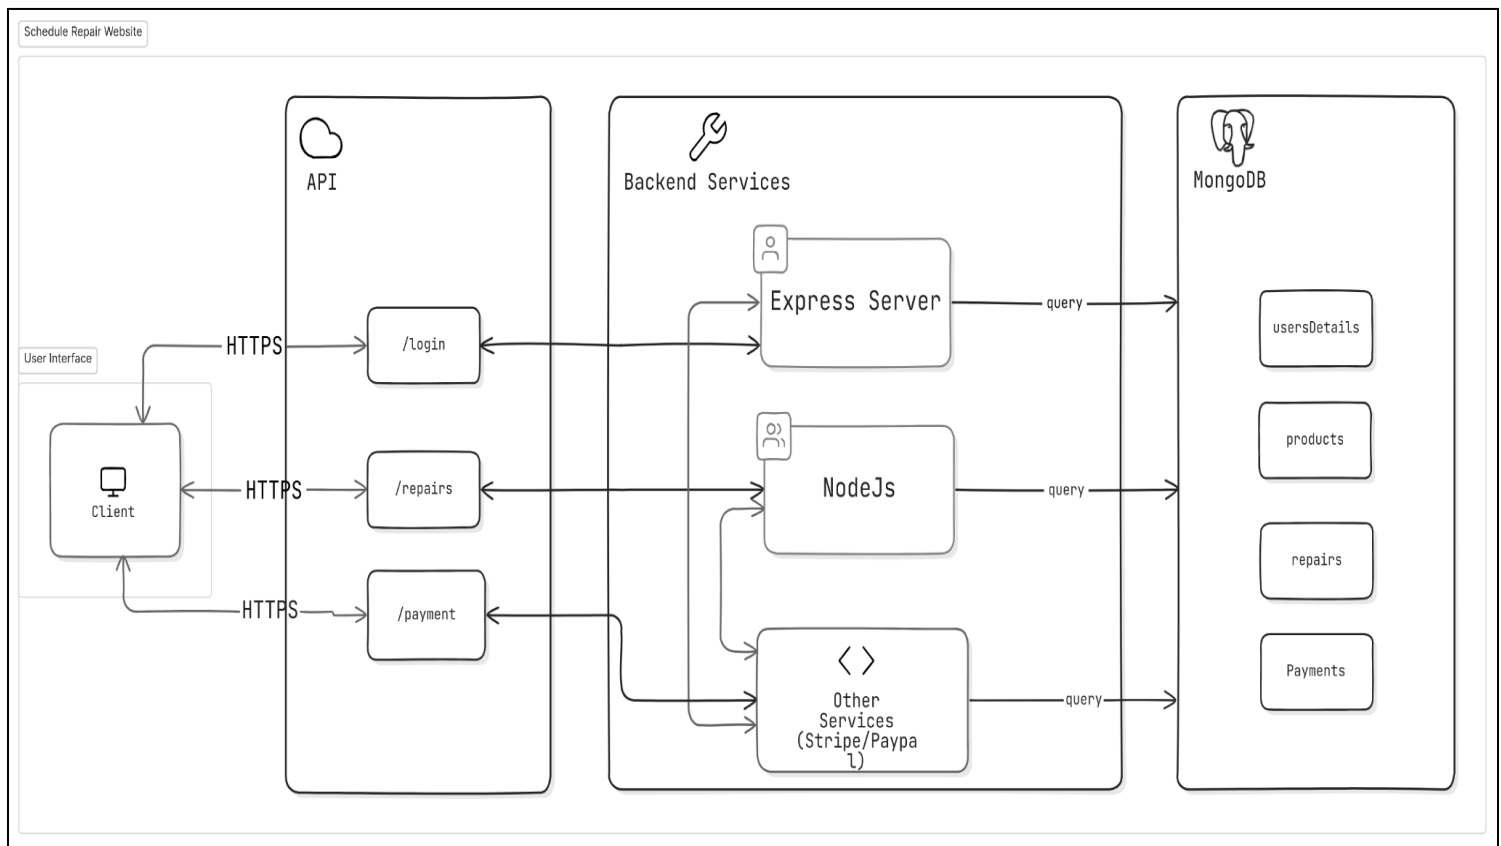 Schedule Repair Website
API
Backend Services
MongoDB
Express Server
query
usersDetails
HTTPS
/login
User Interface
products
HTTPS
/repairs
NodeJs
query
Client
repairs
HTTPS
/payment
Payments
Other
Services
(Stripe/Paypa
l)
query